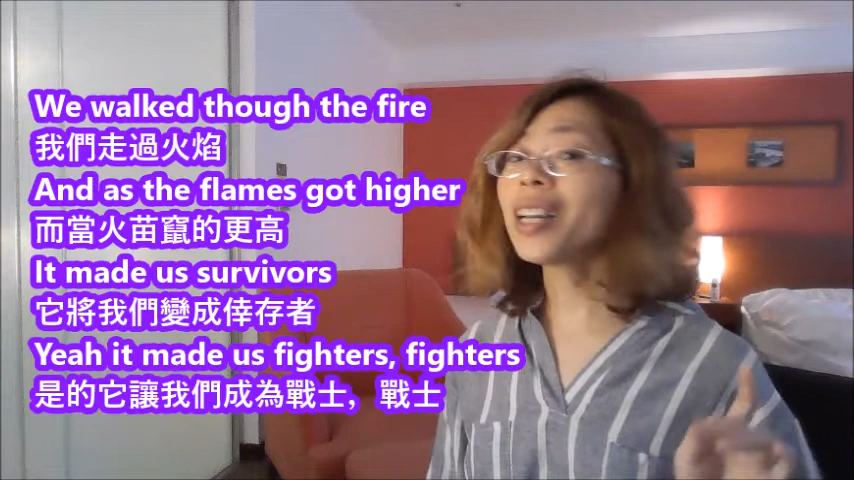 We walked though the fire
我們走過火焰
And as the flames got higher
而當火苗竄的更高
It made us survivors
它將我們變成倖存者
Yeah it made us fighters, fighters
是的它讓我們成為戰士，戰士